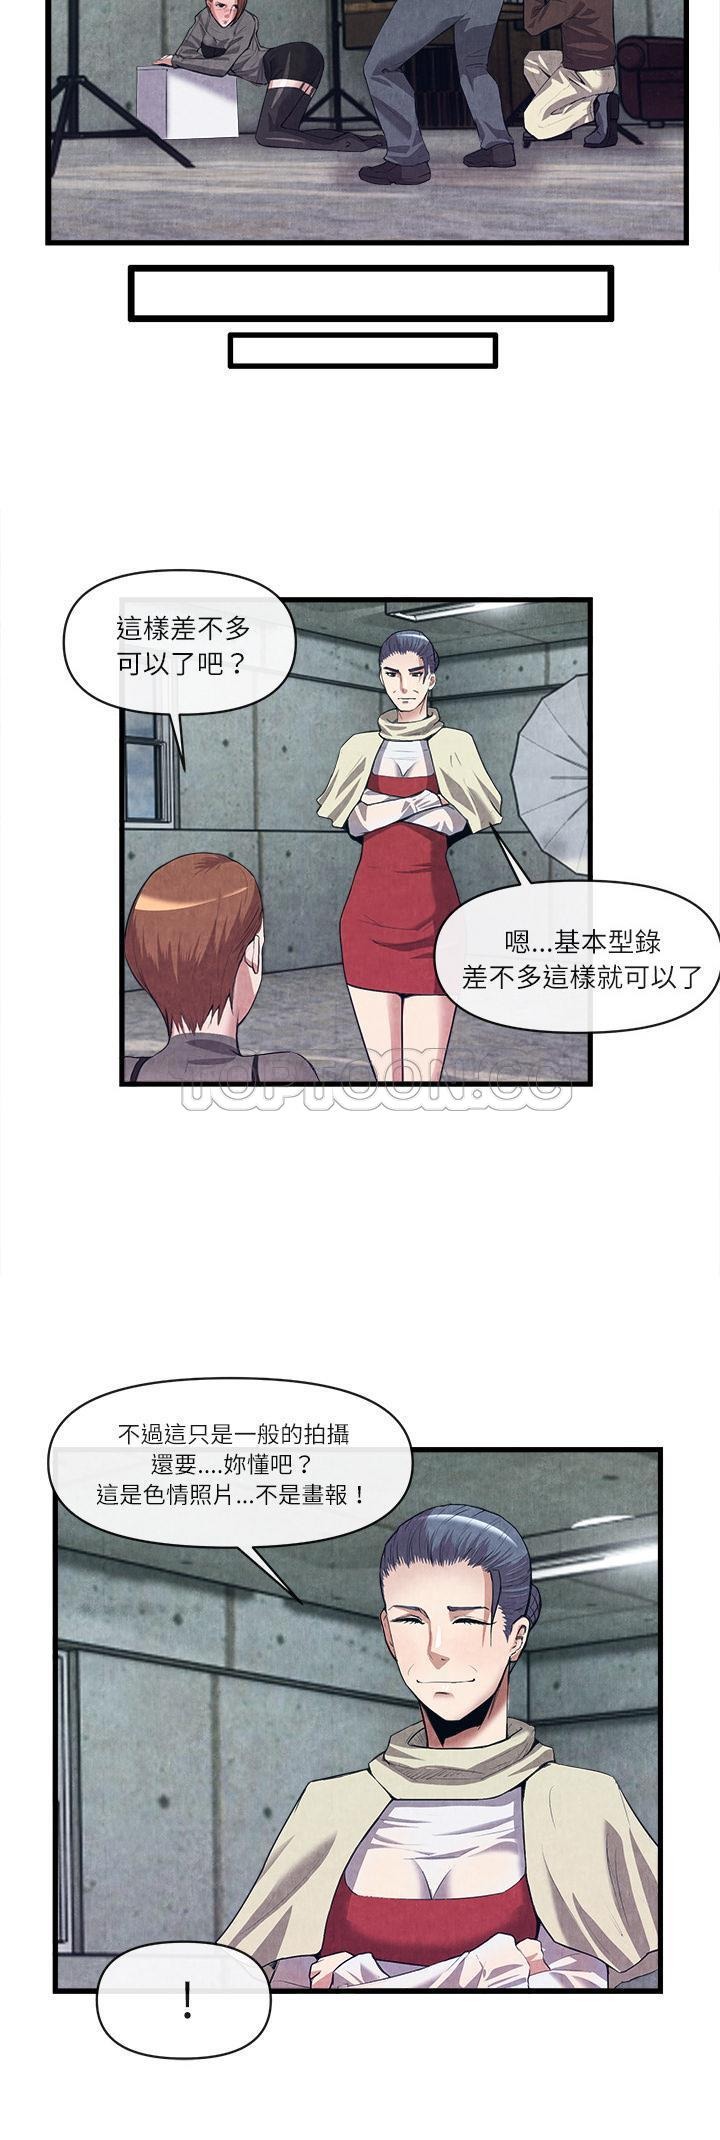 這樣差不多
可以了吧？
嗯...基本型錄
差不多這樣就可以了
TOPTOON.CC
不過這只是一般的拍攝
還要....妳懂吧？
這是色情照片...不是畫報！
！